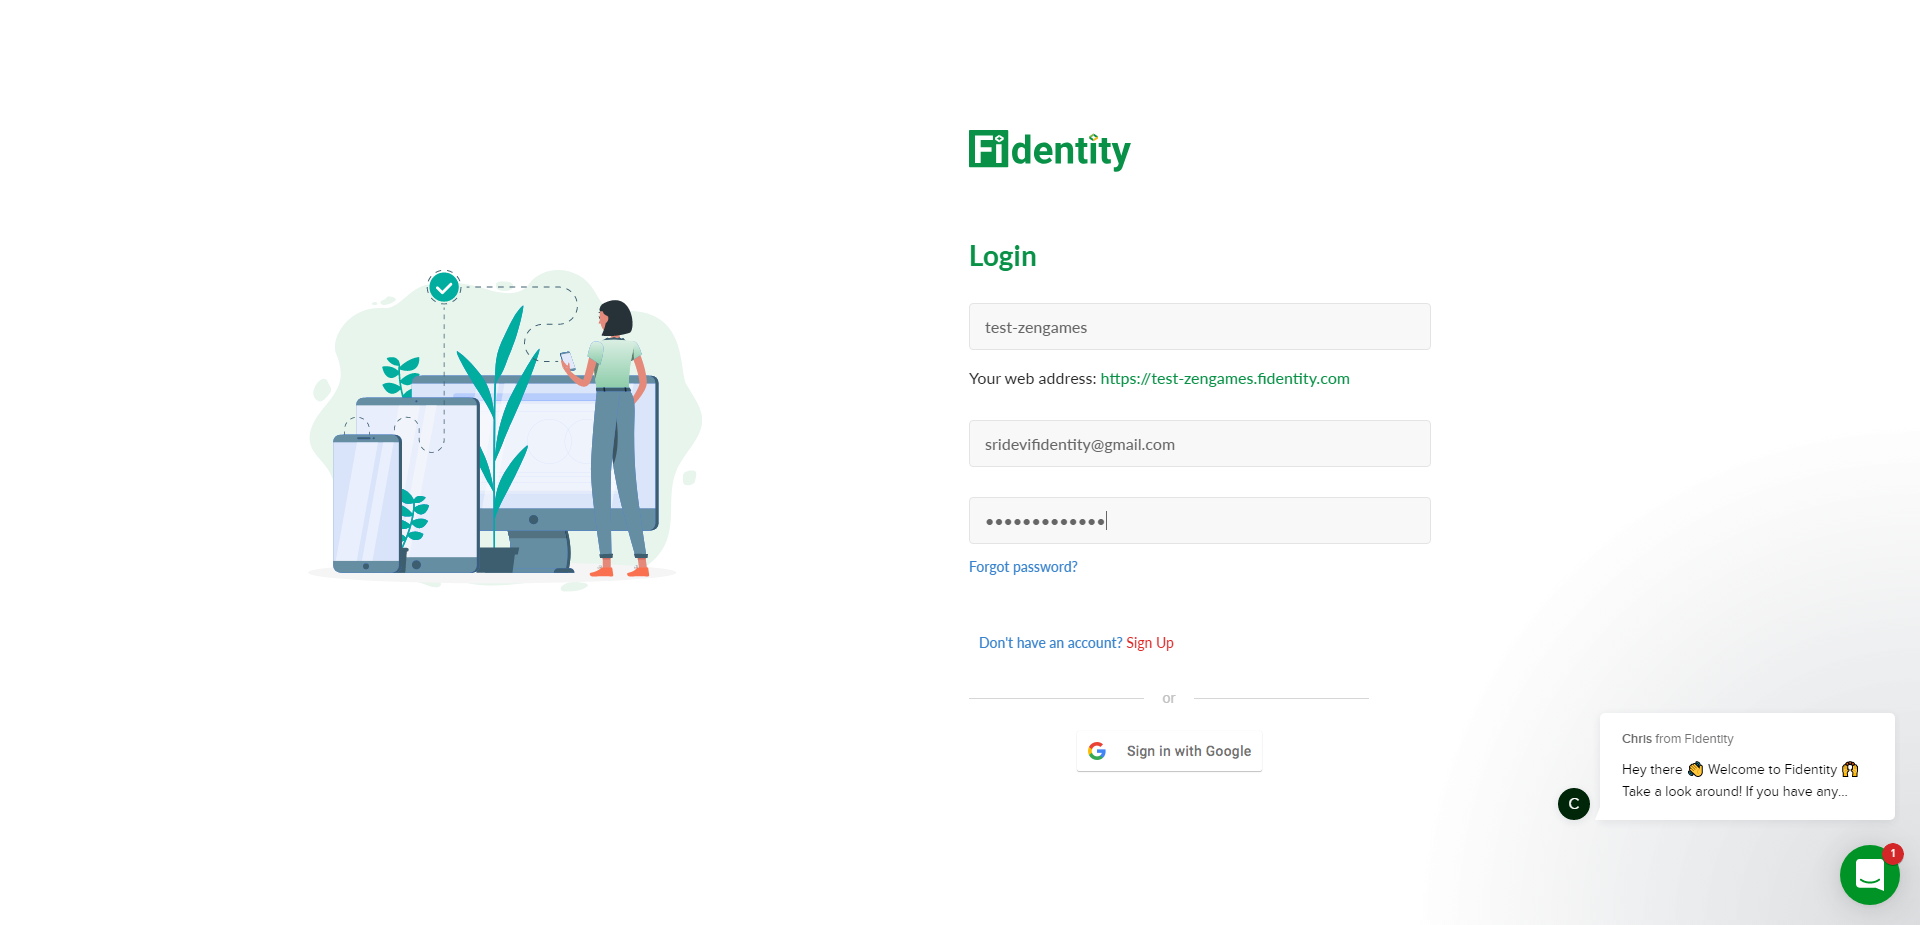 Fidentity
Login
test-zengames
Your web address: https://test-zengames.fidentity.com
sridevifidentity@gmail.com
•••••••••••••
Forgot password?
Don't have an account? Sign Up
or
Sign in with Google
Chris from Fidentity
Hey there 👏 Welcome to Fidentity 🙌
Take a look around! If you have any...
C
1